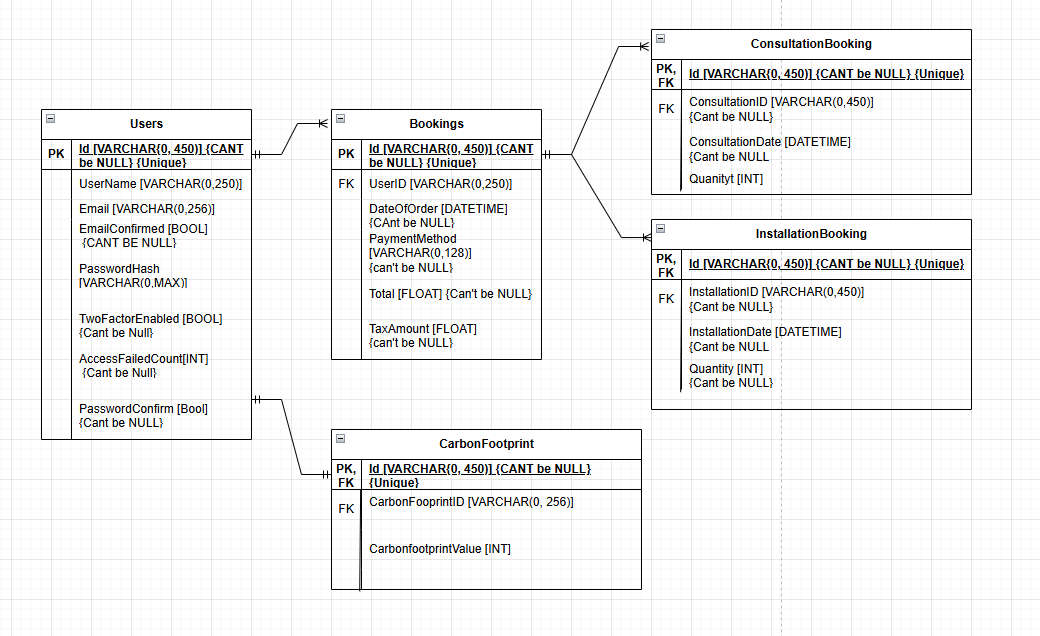 Users
PK
Id [VARCHAR(0, 450)] {CANT
be NULL} {Unique}
UserName [VARCHAR(0,250)]
Email [VARCHAR(0,256)]
EmailConfirmed [BOOL]
{CANT BE NULL}
PasswordHash
[VARCHAR(0,MAX)]
TwoFactorEnabled [BOOL]
{Cant be Null}
AccessFailedCount[INT]
{Cant be Null}
PasswordConfirm [Bool]
{Cant be NULL}
Bookings
PK
Id [VARCHAR(0, 450)] {CANT
be NULL} {Unique}
FK
UserID [VARCHAR(0,250)]
DateOfOrder [DATETIME]
{CAnt be NULL}
PaymentMethod
[VARCHAR(0,128)]
{can't be NULL}
Total [FLOAT] {Can't be NULL}
TaxAmount [FLOAT]
{can't be NULL}
ConsultationBooking
PK,
FK
Id [VARCHAR(0, 450)] {CANT be NULL} {Unique}
FK
ConsultationID [VARCHAR(0,450)]
{Cant be NULL}
ConsultationDate [DATETIME]
{Cant be NULL
Quanityt [INT]
InstallationBooking
PK,
FK
Id [VARCHAR(0, 450)] {CANT be NULL} {Unique}
FK
InstallationID [VARCHAR(0,450)]
{Cant be NULL}
InstallationDate [DATETIME]
{Cant be NULL
Quantity [INT]
{Cant be NULL}
CarbonFootprint
PK,
FK
Id [VARCHAR(0, 450)] {CANT be NULL}
{Unique}
FK
CarbonFooprintID [VARCHAR(0, 256)]
CarbonfootprintValue [INT]